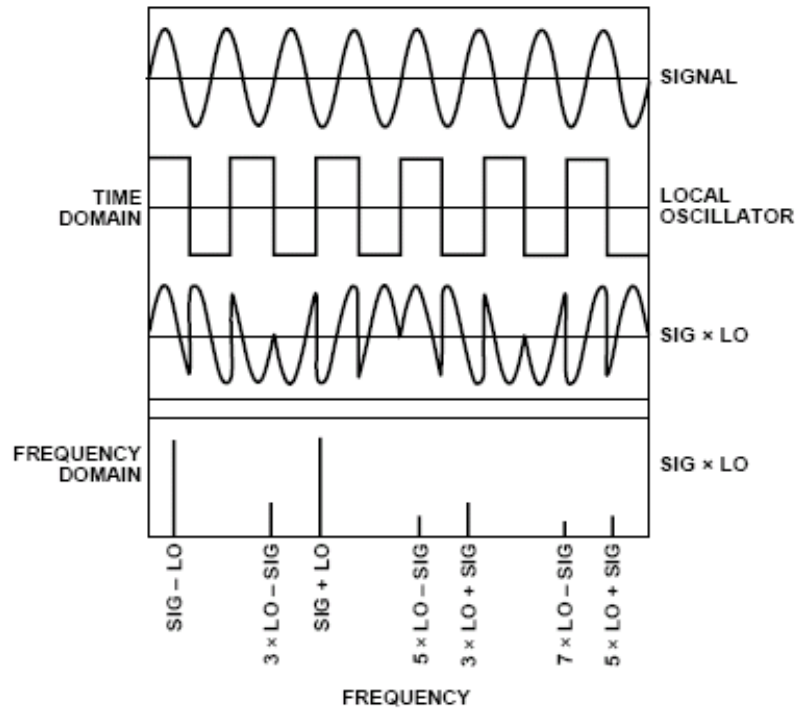 SIGNAL
TIME
DOMAIN
LOCAL
OSCILLATOR
SIG × LO
FREQUENCY
DOMAIN
SIG × LO
SIG – LO
3 × LO – SIG
SIG + LO
5 × LO – SIG
3 × LO + SIG
7 × LO – SIG
5 × LO + SIG
FREQUENCY